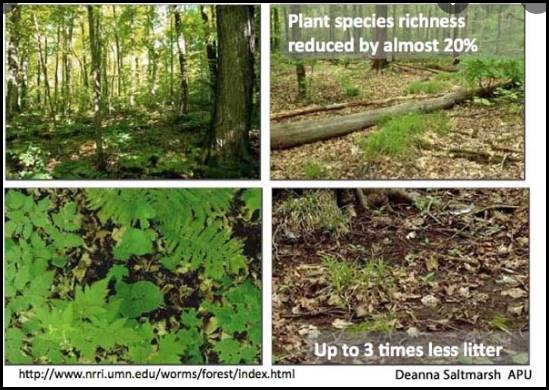 Plant species richness
reduced by almost 20%
Up to 3 times less litter
http://www.nrri.umn.edu/worms/forest/index.html
Deanna Saltmarsh APU